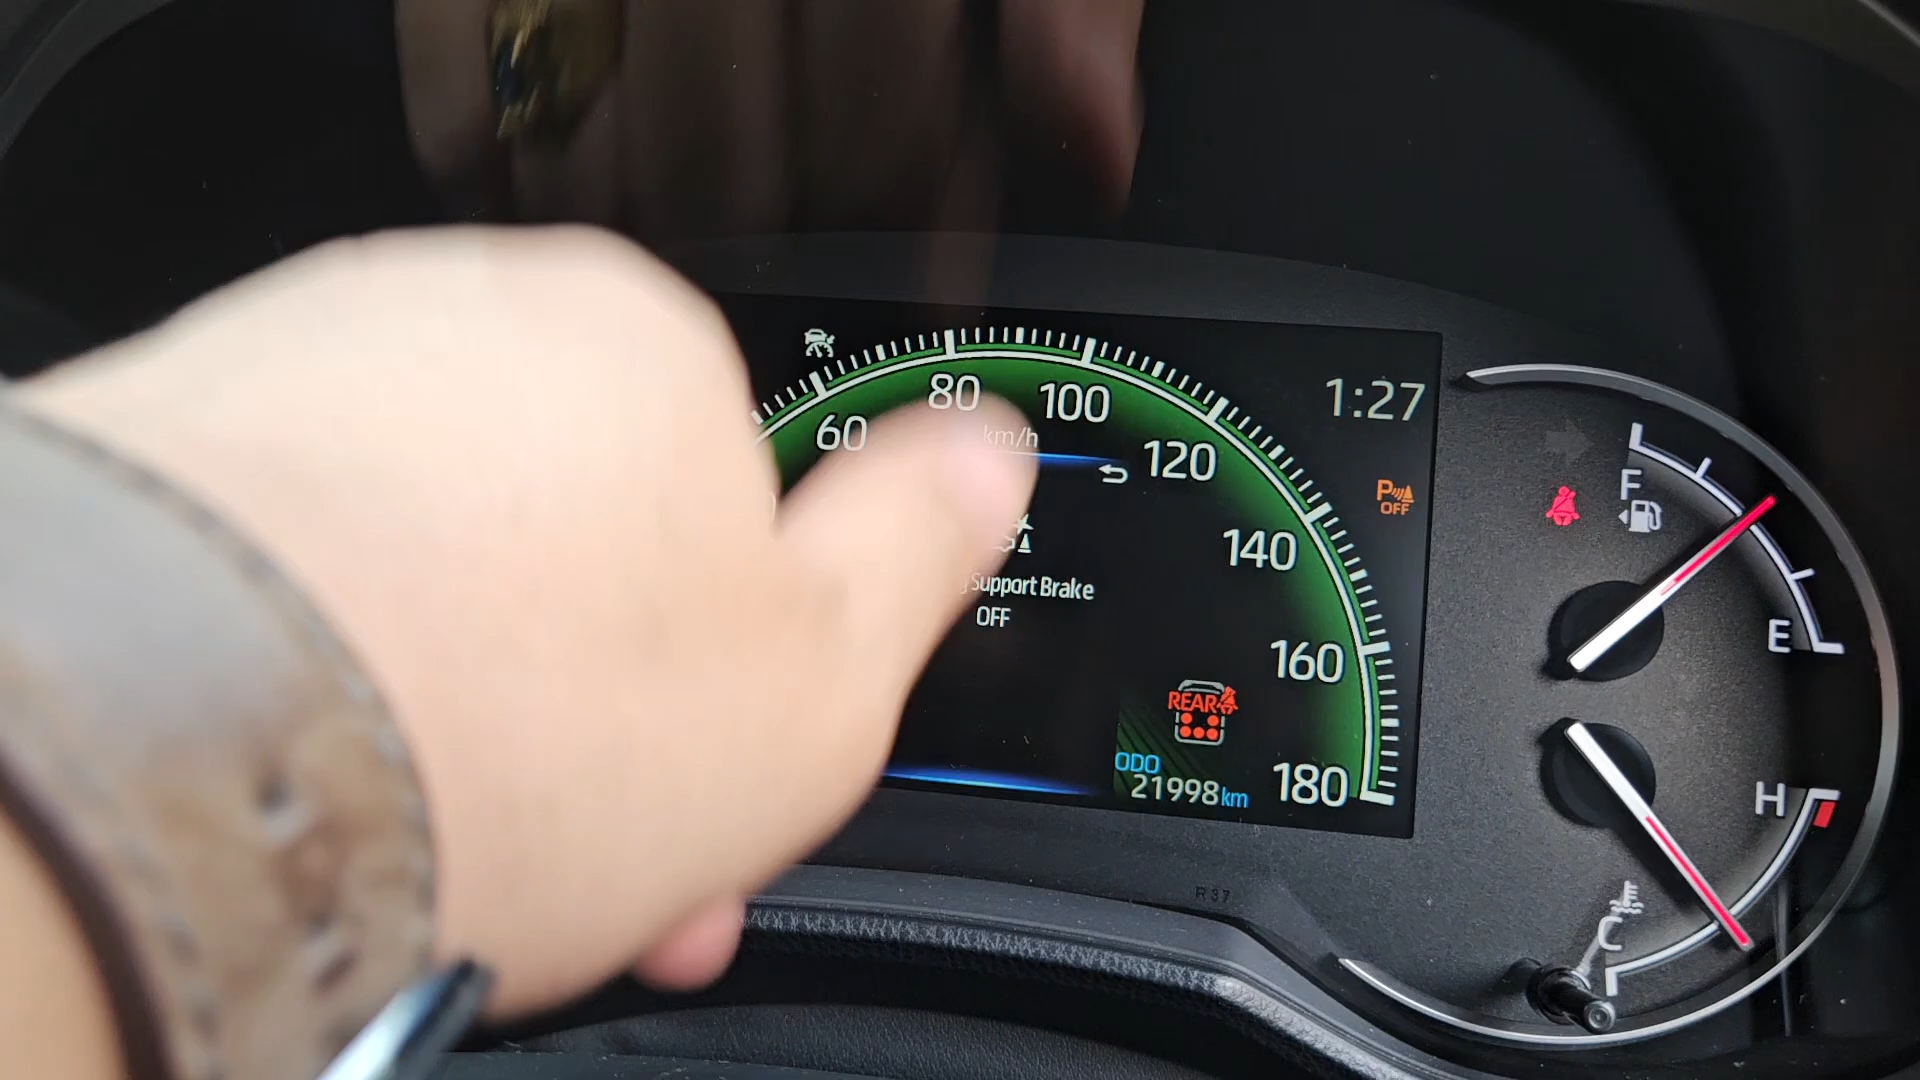 80
100
60
km/h
120
1:27
P
OFF
F
140
Support Brake
OFF
E
160
REAR
ODO
21998km
180
H
R37
C